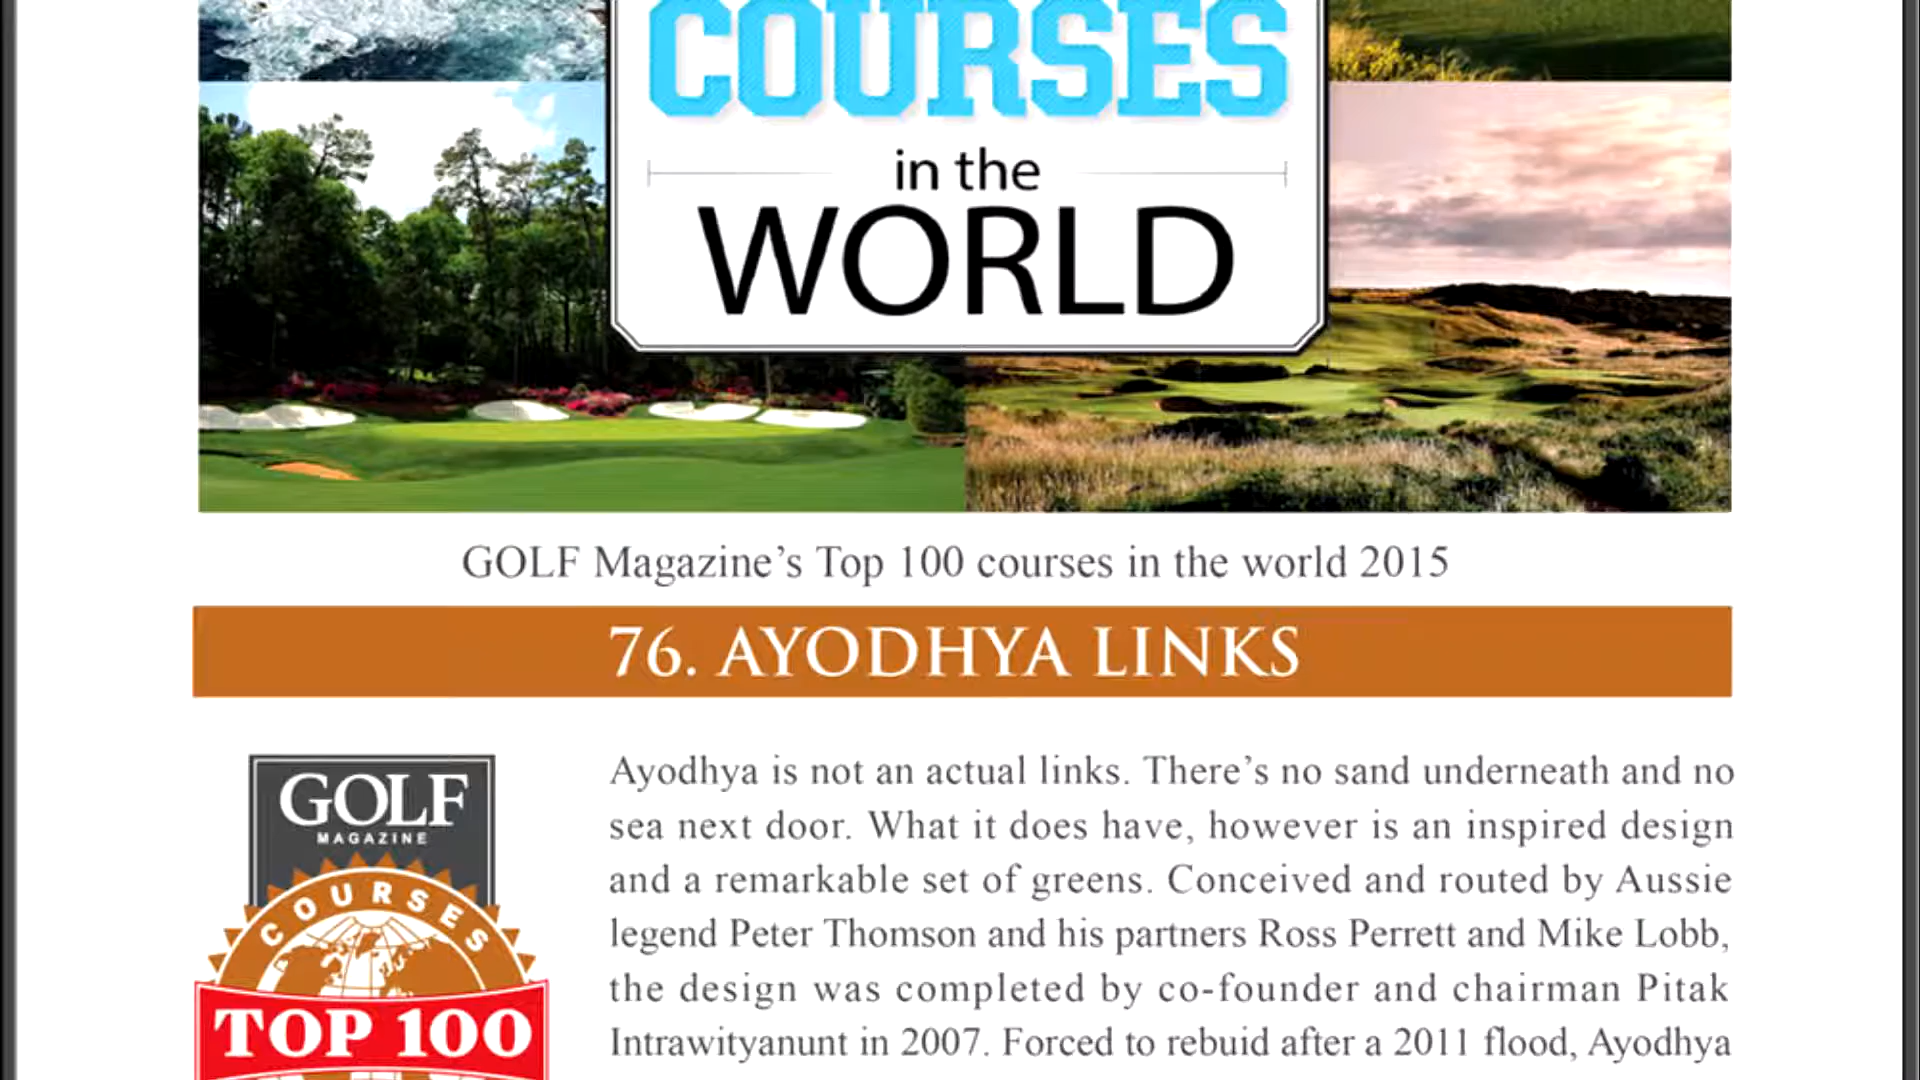 COURSES
in the
WORLD
GOLF Magazine’s Top 100 courses in the world 2015
76. AYODHYA LINKS
GOLF
MAGAZINE
COURSES
TOP 100
Ayodhya is not an actual links. There’s no sand underneath and no
sea next door. What it does have, however is an inspired design
and a remarkable set of greens. Conceived and routed by Aussie
legend Peter Thomson and his partners Ross Perrett and Mike Lobb,
the design was completed by co-founder and chairman Pitak
Intrawityanunt in 2007. Forced to rebuid after a 2011 flood, Ayodhya